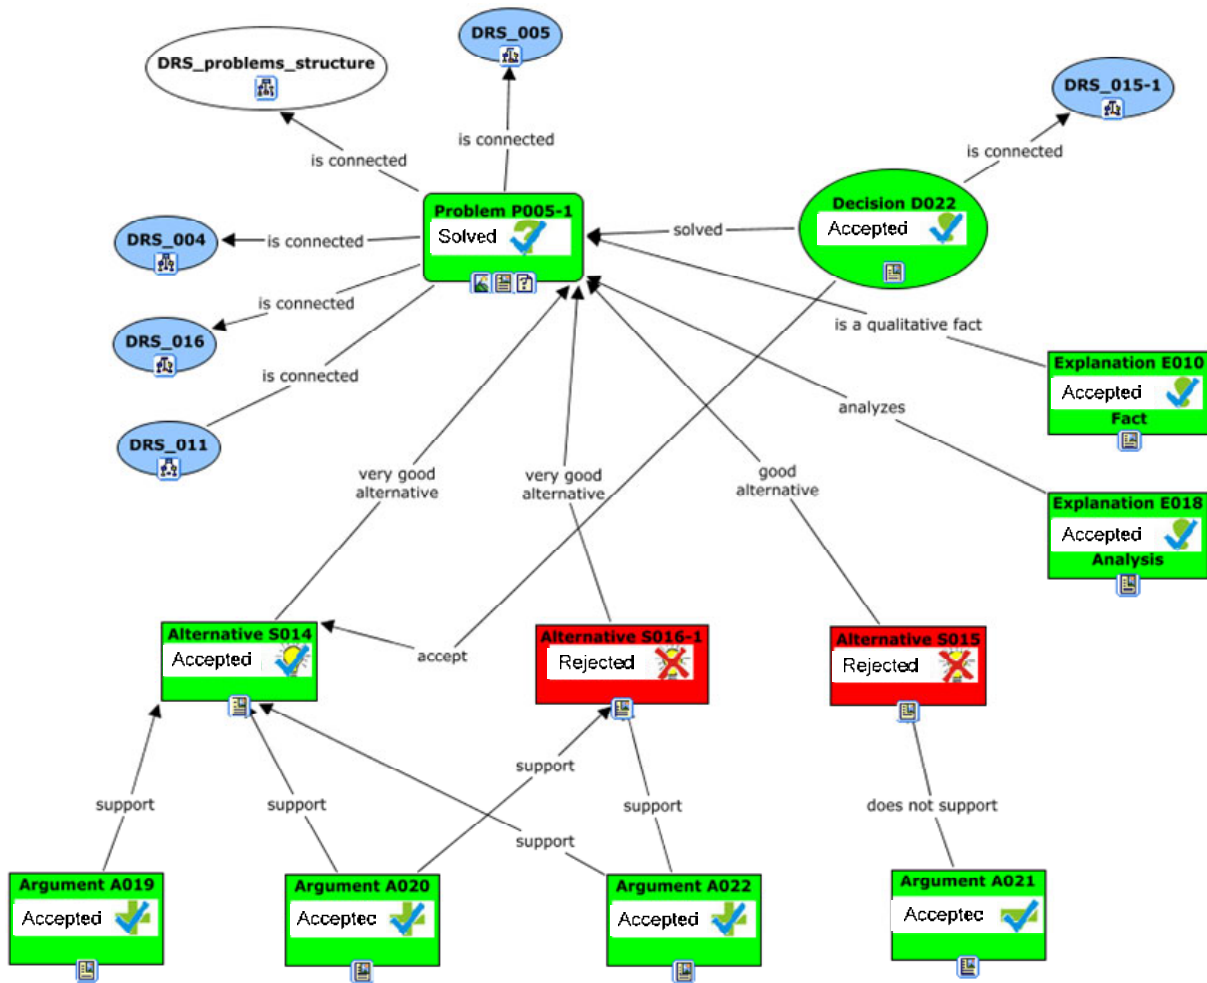 DRS_005
DRS_problems_structure
DRS_015-1
is connected
is connected
is connected
Problem P005-1
Solved
Decision D022
Accepted
solved
DRS_004
is connected
is connected
DRS_016
is a qualitative fact
Explanation E010
Accepted
Fact
is connected
DRS_011
analyzes
very good
alternative
very good
alternative
good
alternative
Explanation E018
Accepted
Analysis
Alternative S014
Accepted
accept
Alternative S016-1
Rejected
Alternative S015
Rejected
support
support
support
support
support
does not support
Argument A019
Accepted
Argument A020
Acceptec
Argument A022
Accepted
Argument A021
Acceptec